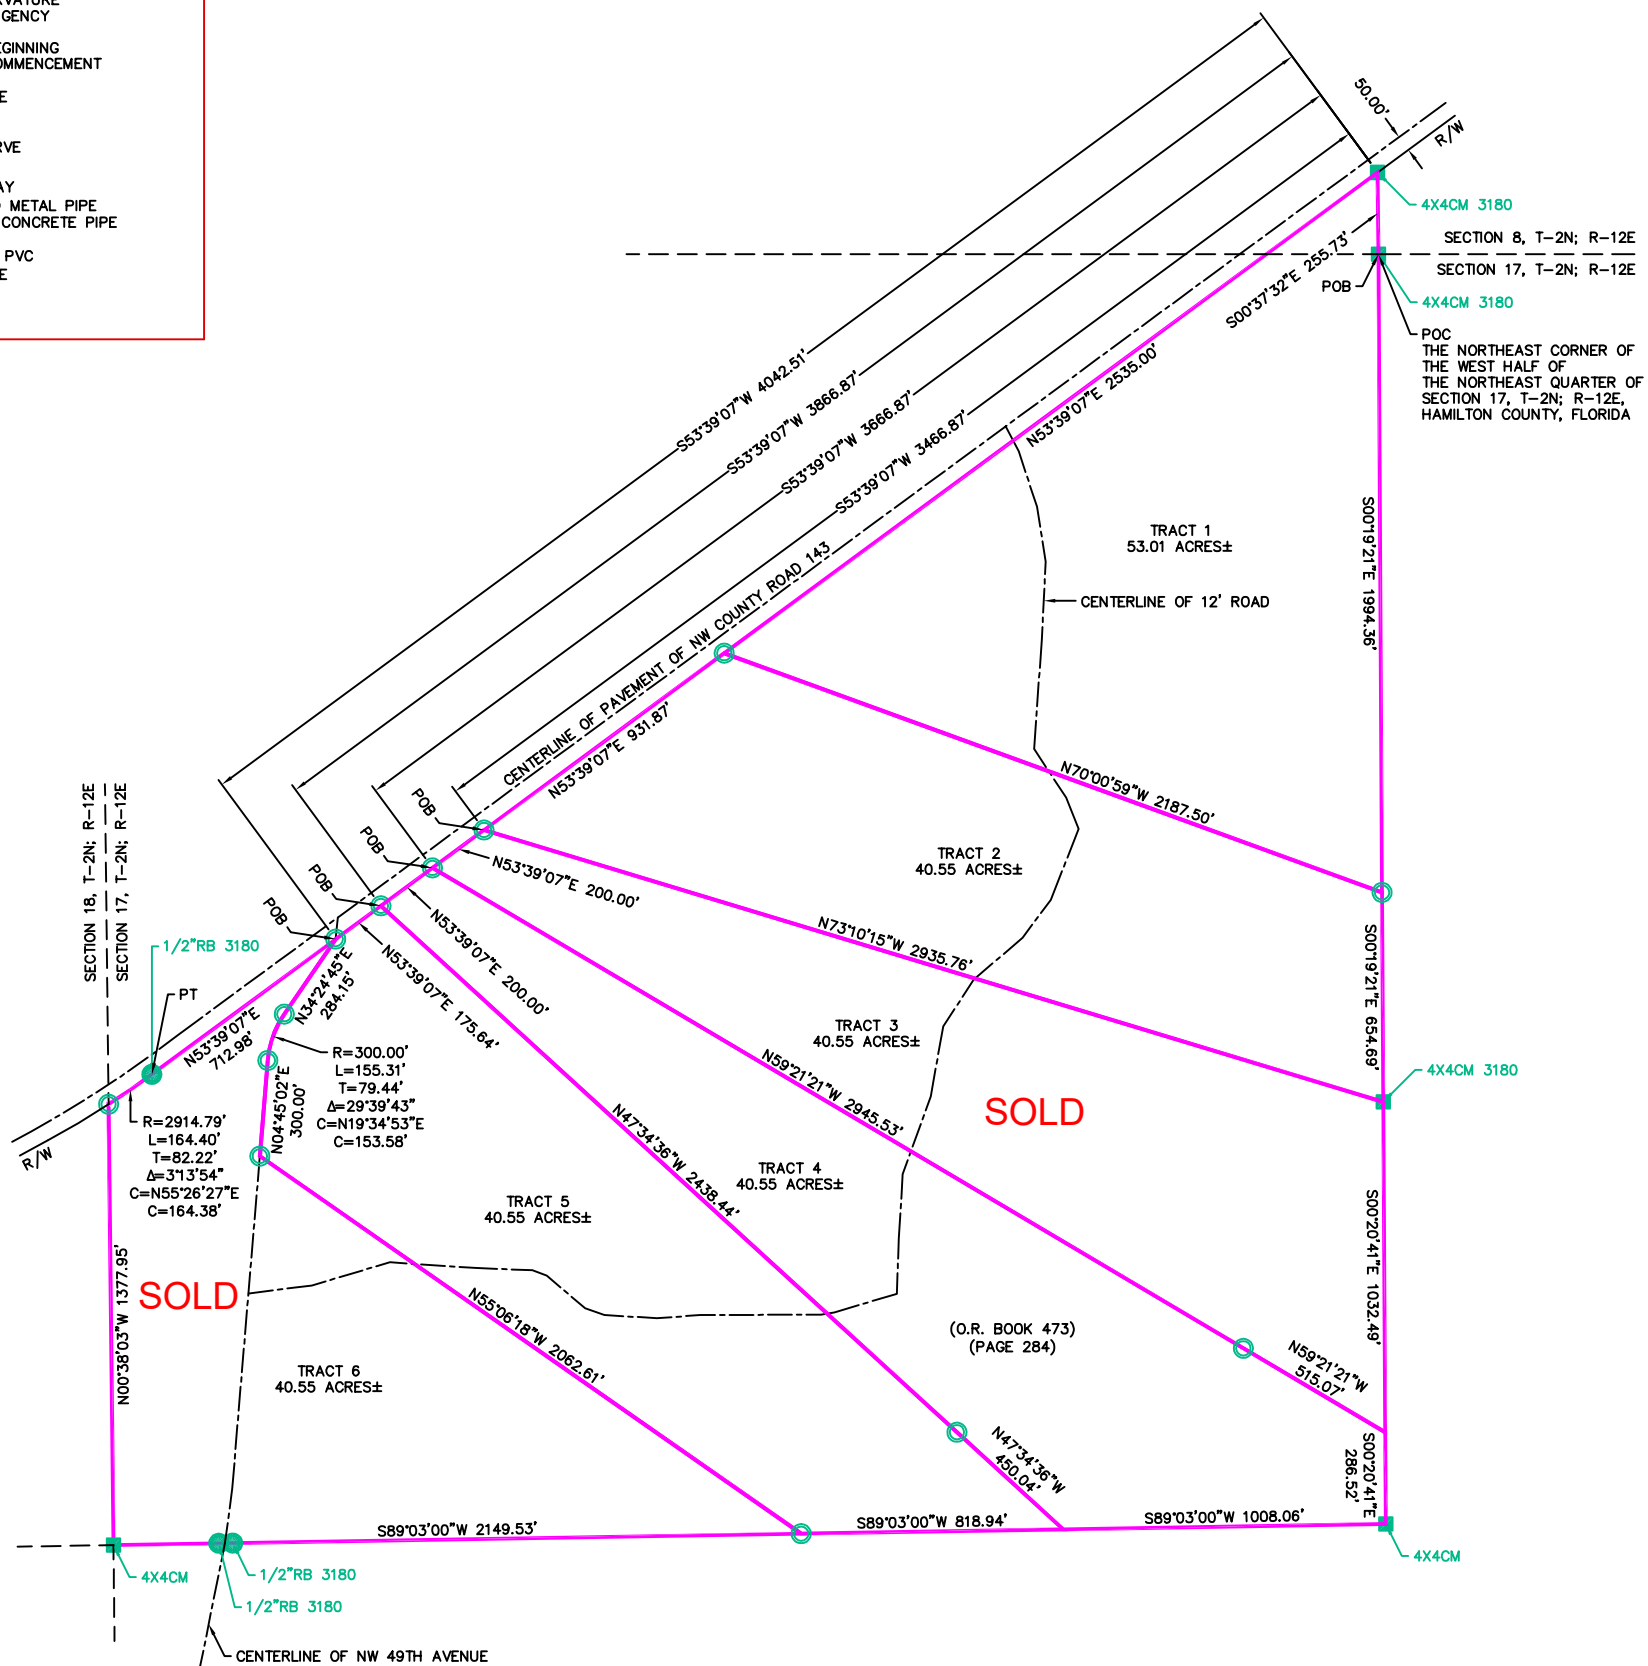 GENCY
EGINNING
OMMENCEMENT
E
RVE
AY
METAL PIPE
CONCRETE PIPE
PVC
E
50.00'
R/W
4X4CM 3180
SECTION 8, T-2N; R-12E
SECTION 17, T-2N; R-12E
POB
4X4CM 3180
POC
THE NORTHEAST CORNER OF
THE WEST HALF OF
THE NORTHEAST QUARTER OF
SECTION 17, T-2N; R-12E,
HAMILTON COUNTY, FLORIDA
S00°37'32"E 255.73'
S53°39'07"W 4042.51'
S53°39'07"W 3866.87'
S53°39'07"W 3666.87'
S53°39'07"W 3466.87'
N53°39'07"E 2535.00'
TRACT 1
53.01 ACRES±
CENTERLINE OF 12' ROAD
S00°19'21"E 1994.36'
CENTERLINE OF PAVEMENT OF NW COUNTY ROAD 143
N53°39'07"E 931.87'
N70°00'59"W 2187.50'
POB
POB
POB
POB
TRACT 2
40.55 ACRES±
N53°39'07"E 200.00'
N53°39'07"E 200.00'
N53°39'07"E 175.64'
N73°10'15"W 2935.76'
S00°19'21"E 654.69'
SECTION 18, T-2N; R-12E
SECTION 17, T-2N; R-12E
1/2"RB 3180
PT
N53°39'07"E
712.98'
N34°24'45"E
284.15'
R=300.00'
L=155.31'
T=79.44'
Δ=29°39'43"
C=N19°34'53"E
C=153.58'
N04°45'02"E
300.00'
R/W
R=2914.79'
L=164.40'
T=82.22'
Δ=3°13'54"
C=N55°26'27"E
C=164.38'
TRACT 3
40.55 ACRES±
N59°21'21"W 2945.53'
SOLD
4X4CM 3180
N47°34'36"W 2438.44'
TRACT 4
40.55 ACRES±
TRACT 5
40.55 ACRES±
S00°20'41"E 1032.49'
N00°38'03"W 1377.95'
SOLD
N55°06'18"W 2062.61'
(O.R. BOOK 473)
(PAGE 284)
N59°21'21"W
515.07'
TRACT 6
40.55 ACRES±
N47°34'36"W
450.04'
S00°20'41"E
286.52'
S89°03'00"W 2149.53'
S89°03'00"W 818.94'
S89°03'00"W 1008.06'
4X4CM
4X4CM
1/2"RB 3180
1/2"RB 3180
CENTERLINE OF NW 49TH AVENUE